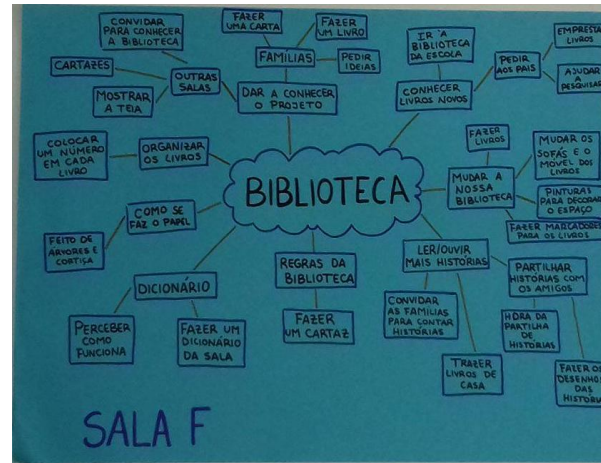 CONVIDAR
PARA CONHECER
A BIBLIOTECA
CARTAZES
MOSTRAR
A TEIA
OUTRAS
SALAS
FAZER
UMA CARTA
FAZER
UM LIVRO
FAMÍLIAS
PEDIR
IDEIAS
DAR A CONHECER
O PROJETO
IR À
BIBLIOTECA
DA ESCOLA
CONHECER
LIVROS NOVOS
PEDIR
AOS PAIS
LIVROS
AJUDAR
A
COLOCAR
UM NÚMERO
EM CADA
LIVRO
ORGANIZAR
OS LIVROS
BIBLIOTECA
FAZER
LIVROS
MUDAR A
NOSSA
BIBLIOTECA
MUDAR OS
SOFÁS E O
MÓVEL DOS
LIVROS
PINTURAS
PARA DECORAR
O ESPAÇO
FAZER MARCADORES
PARA OS LIVROS
COMO SE
FAZ O PAPEL
FEITO DE
ÁRVORES E
CORTIÇA
DICIONÁRIO
PERCEBER
COMO
FUNCIONA
FAZER UM
DICIONÁRIO
DA SALA
REGRAS DA
BIBLIOTECA
FAZER
UM CARTAZ
LER/OUVIR
MAIS HISTÓRIAS
CONVIDAR
AS FAMÍLIAS
PARA CONTAR
HISTÓRIAS
TRAZER
LIVROS DE
CASA
PARTILHAR
HISTÓRIAS COM
OS AMIGOS
HORA DA
PARTILHA
DE
HISTÓRIAS
FAZER OS
DAS
SALA F